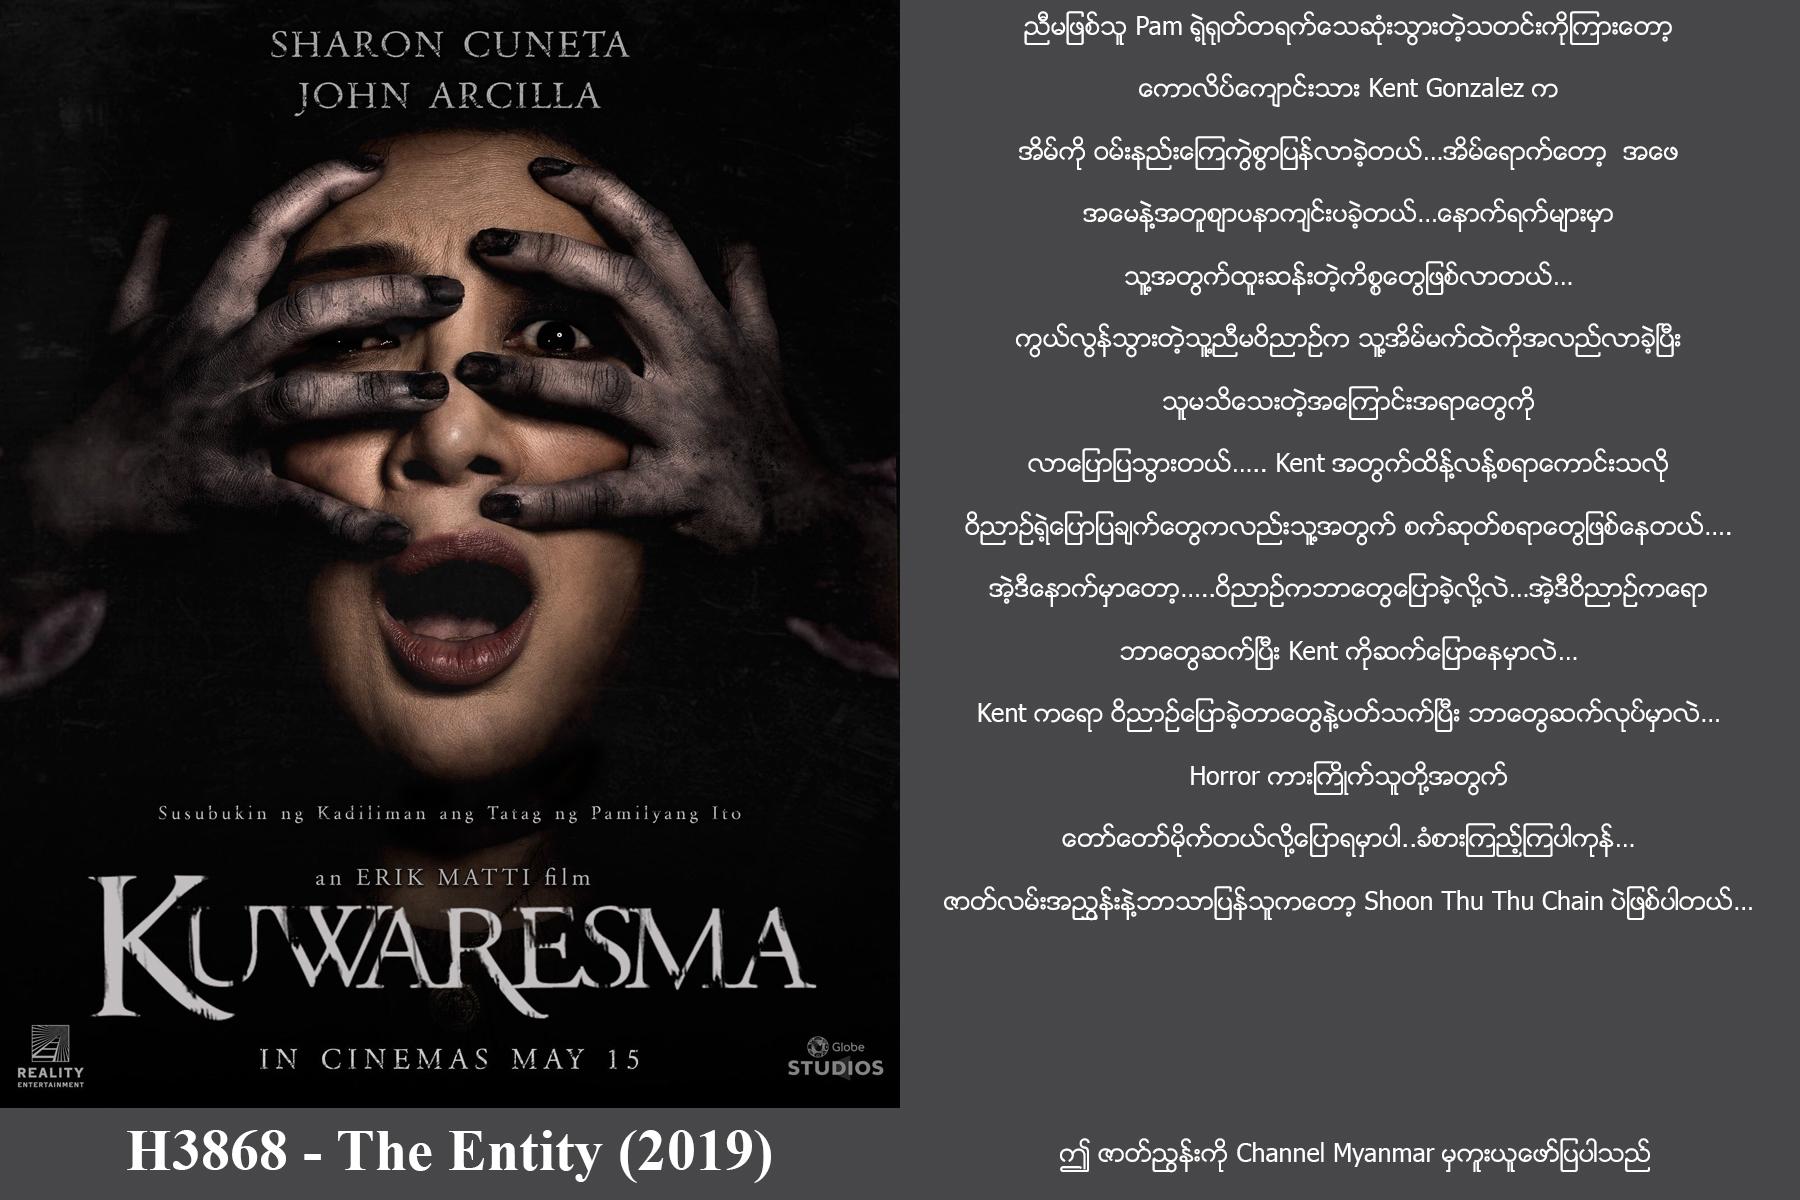 SHARON CUNETA
JOHN ARCILLA
Susubukin ng Kadiliman ang Tatag ng Pamilyang Ito
an ERIK MATTI film
KUWARESMA
IN CINEMAS MAY 15
REALITY
ENTERTAINMENT
Globe
STUDIOS
H3868 - The Entity (2019)
ညီမဖြစ်သူ Pam ရဲ့ရုတ်တရက်သေဆုံးသွားတဲ့သတင်းကိုကြားတော့
ကောလိပ်ကျောင်းသား Kent Gonzalez က
အိမ်ကို ဝမ်းနည်းကြေကွဲစွာပြန်လာခဲ့တယ်...အိမ်ရောက်တော့ အဖေ
အမေနဲ့အတူဈာပနာကျင်းပခဲ့တယ်...နောက်ရက်များမှာ
သူ့အတွက်ထူးဆန်းတဲ့ကိစ္စတွေဖြစ်လာတယ်...
ကွယ်လွန်သွားတဲ့သူ့ညီမဝိညာဉ်က သူ့အိမ်မက်ထဲကိုအလည်လာခဲ့ပြီး
သူမသိသေးတဲ့အကြောင်းအရာတွေကို
လာပြောပြသွားတယ်..... Kent အတွက်ထိန့်လန့်စရာကောင်းသလို
ဝိညာဉ်ရဲ့ပြောပြချက်တွေကလည်းသူ့အတွက် စက်ဆုတ်စရာတွေဖြစ်နေတယ်....
အဲ့ဒီနောက်မှာတော့.....ဝိညာဉ်ကဘာတွေပြောခဲ့လို့လဲ...အဲ့ဒီဝိညာဉ်ကရော
ဘာတွေဆက်ပြီး Kent ကိုဆက်ပြောနေမှာလဲ...
Kent ကရော ဝိညာဉ်ပြောခဲ့တာတွေနဲ့ပတ်သက်ပြီး ဘာတွေဆက်လုပ်မှာလဲ...
Horror ကားကြိုက်သူတို့အတွက်
တော်တော်မိုက်တယ်လို့ပြောရမှာပါ..ခံစားကြည့်ကြပါကုန်...
ဇာတ်လမ်းအညွှန်းနဲ့ဘာသာပြန်သူကတော့ Shoon Thu Thu Chain ပဲဖြစ်ပါတယ်...
ဤ ဇာတ်ညွှန်းကို Channel Myanmar မှကူးယူဖော်ပြပါသည်